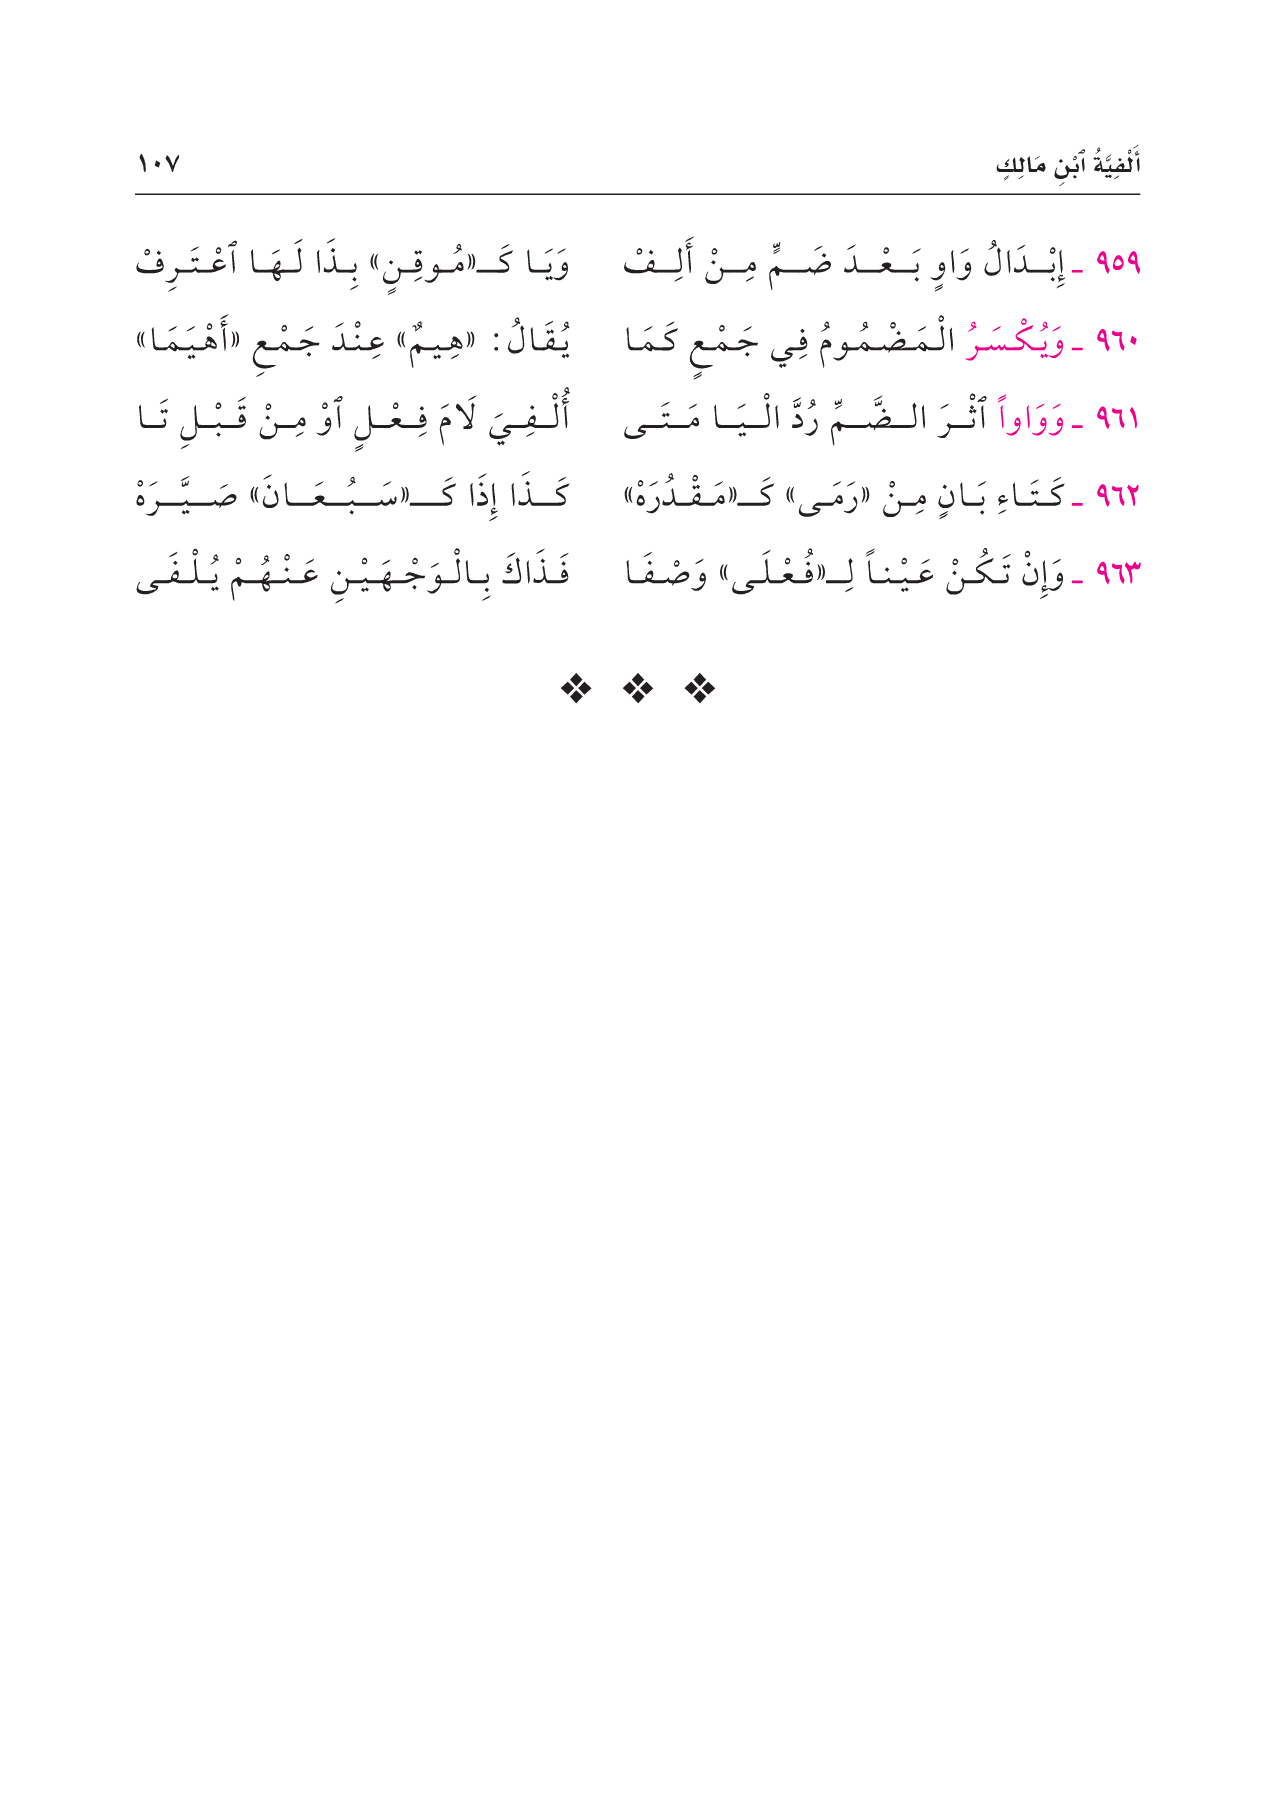 أَلْفِيَّةُ ٱبْنِ مَالِكٍ ١٠٧
٩٥٩ ـ إِبْدَالُ وَاوٍ بَعْدَ ضَمٍّ مِنْ أَلِفْ وَيَا كَـ«مُوقِنٍ» بِذَا لَهَا ٱعْتَرِفْ
٩٦٠ ـ وَيُكْسَرُ الْمَضْمُومُ فِي جَمْعٍ كَمَا يُقَالُ: «هِيمٌ» عِنْدَ جَمْعِ «أَهْيَمَا»
٩٦١ ـ وَوَاواً ٱثْرَ الضَّمِّ رُدَّ الْيَا مَتَى أُلْفِيَ لَامَ فِعْلٍ ٱوْ مِنْ قَبْلِ تَا
٩٦٢ ـ كَتَاءِ بَانٍ مِنْ «رَمَى» كَـ«مَقْدُرَهْ» كَذَا إِذَا كَـ«سَبُعَانَ» صَيَّرَهْ
٩٦٣ ـ وَإِنْ تَكُنْ عَيْناً لِـ«فُعْلَى» وَصْفَا فَذَاكَ بِالْوَجْهَيْنِ عَنْهُمْ يُلْفَى